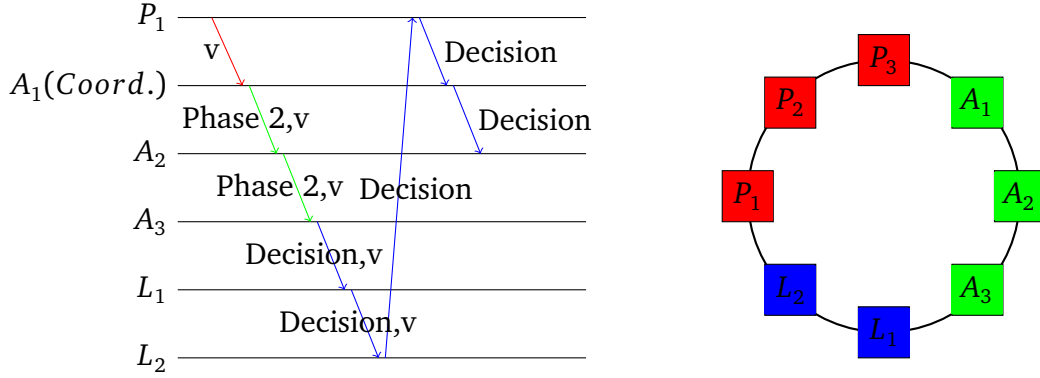 P1
v
Decision
A1(Coord.)
Phase 2,v
Decision
A2
Phase 2,v
Decision
A3
Decision,v
L1
Decision,v
L2
P3
P2
A1
P1
A2
L2
A3
L1